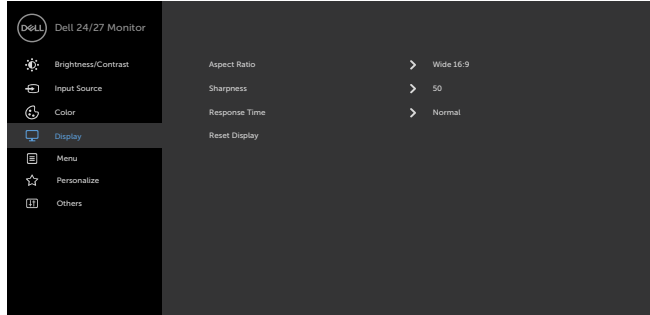 DELL Dell 24/27 Monitor
Brightness/Contrast
Input Source
Color
Display
Menu
Personalize
Others
Aspect Ratio Wide 16:9
Sharpness 50
Response Time Normal
Reset Display